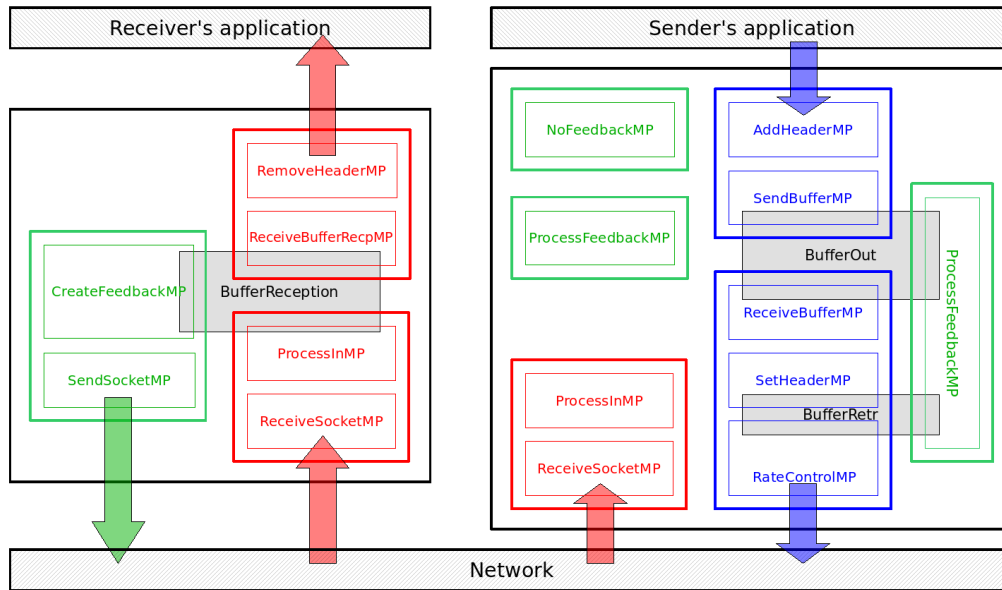 Receiver's application
RemoveHeaderMP
ReceiveBufferRecpMP
CreateFeedbackMP
BufferReception
ProcessInMP
SendSocketMP
ReceiveSocketMP
Sender's application
NoFeedbackMP
AddHeaderMP
SendBufferMP
ProcessFeedbackMP
BufferOut
ProcessFeedbackMP
ReceiveBufferMP
SetHeaderMP
ProcessInMP
BufferRetr
ReceiveSocketMP
RateControlMP
Network